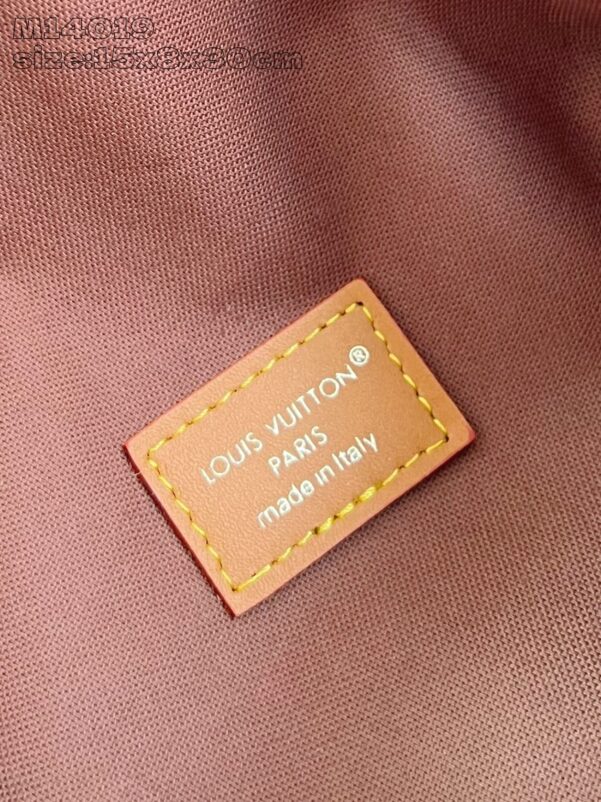 M14019
size:15x8x30cm
LOUIS VUITTON®
PARIS
made in Italy